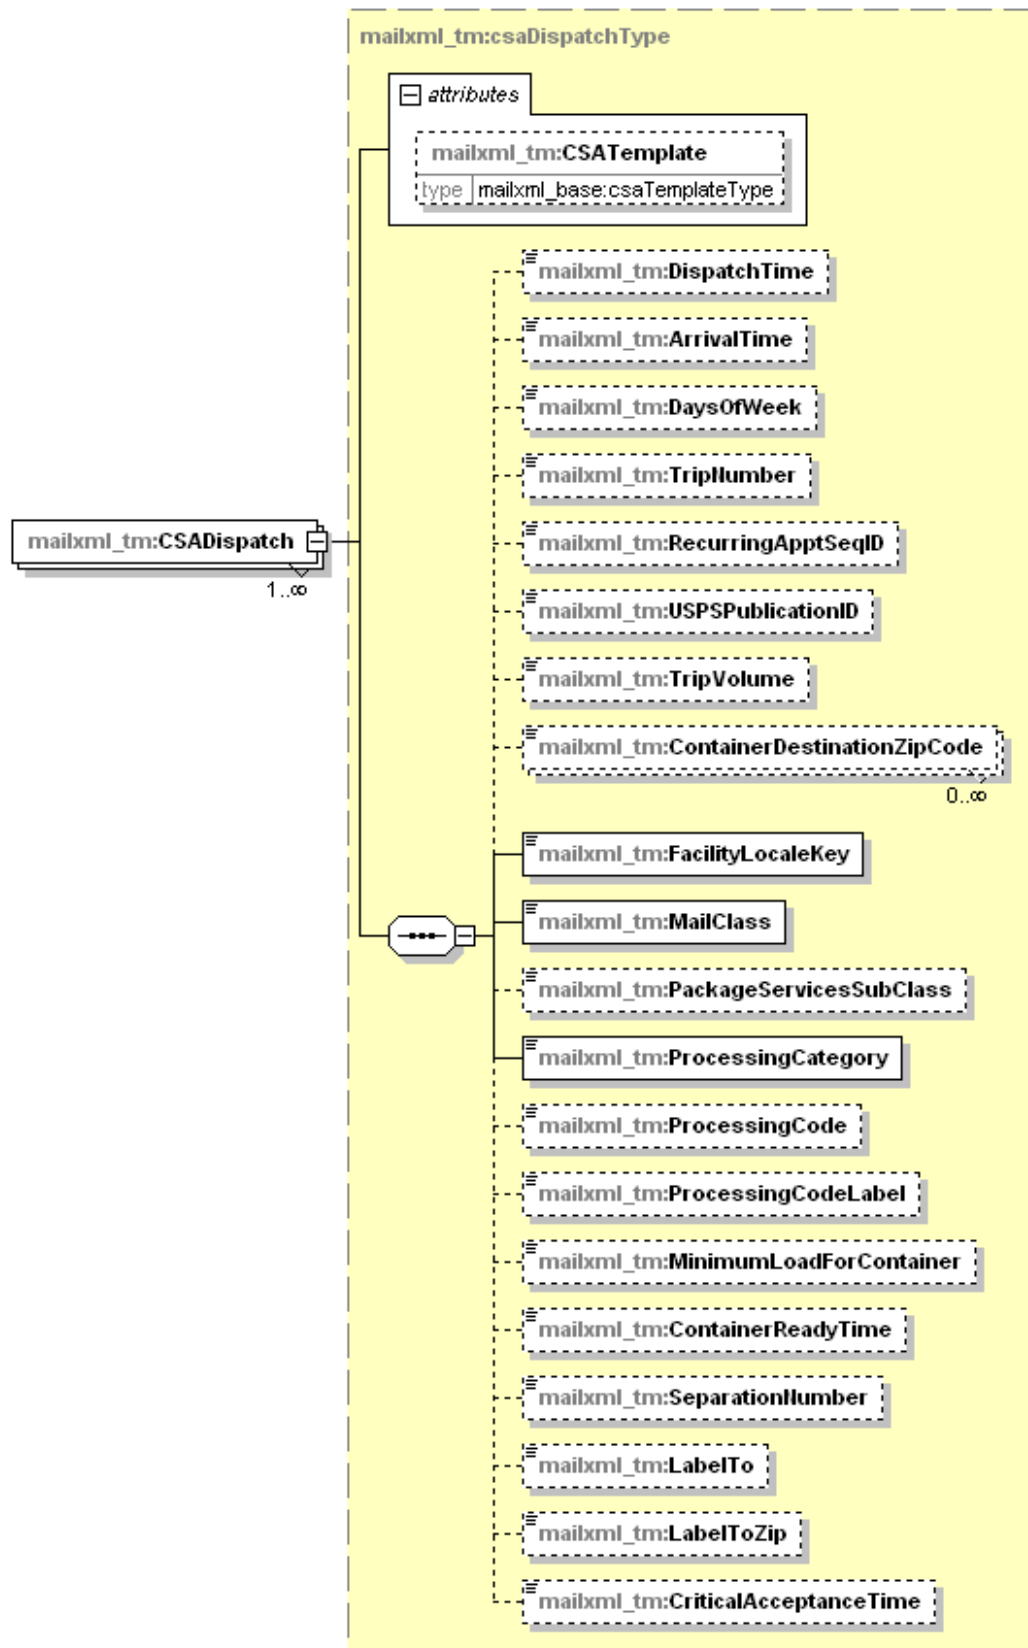 mailxml_tm:csaDispatchType
attributes
mailxml_tm:CSATemplate
type mailxml_base:csaTemplateType
mailxml_tm:DispatchTime
mailxml_tm:ArrivalTime
mailxml_tm:DaysOfWeek
mailxml_tm:TripNumber
mailxml_tm:CSADispatch
1..∞
mailxml_tm:RecurringApptSeqID
mailxml_tm:USPSPublicationID
mailxml_tm:TripVolume
mailxml_tm:ContainerDestinationZipCode
0..∞
mailxml_tm:FacilityLocaleKey
mailxml_tm:MailClass
mailxml_tm:PackageServicesSubClass
mailxml_tm:ProcessingCategory
mailxml_tm:ProcessingCode
mailxml_tm:ProcessingCodeLabel
mailxml_tm:MinimumLoadForContainer
mailxml_tm:ContainerReadyTime
mailxml_tm:SeparationNumber
mailxml_tm:LabelTo
mailxml_tm:LabelToZip
mailxml_tm:CriticalAcceptanceTime